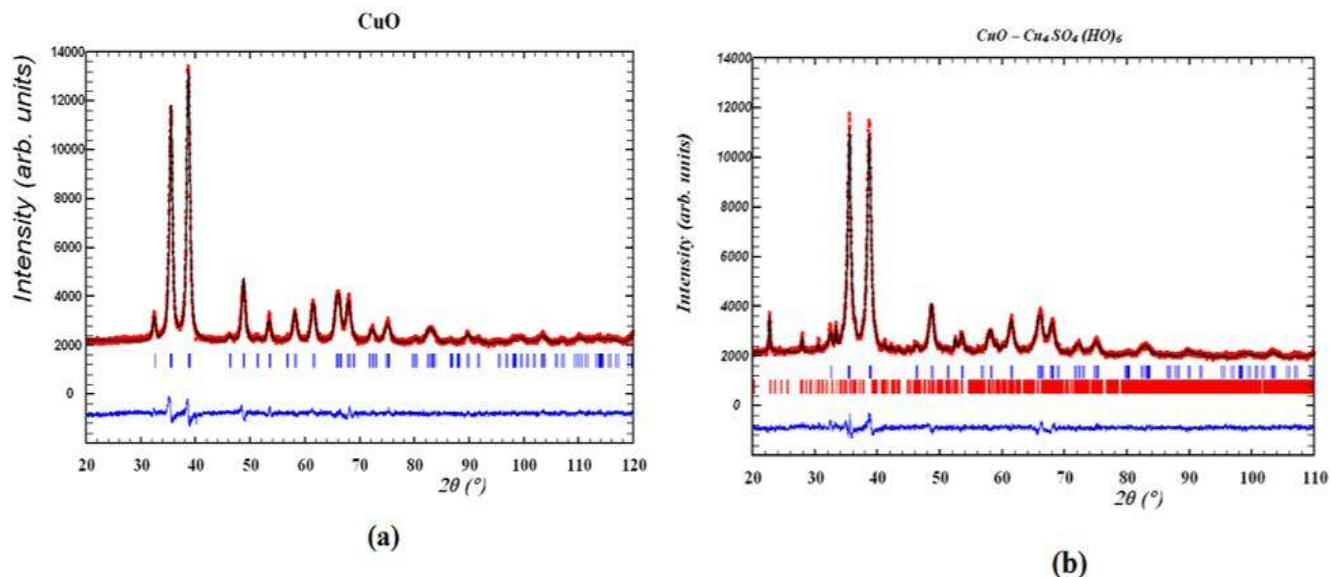 CuO
14000
12000
10000
8000
6000
4000
2000
0
Intensity (arb. units)
20 30 40 50 60 70 80 90 100 110 120
2θ (°)
(a)
CuO – Cu₄SO₄(HO)₆
14000
12000
10000
8000
6000
4000
2000
0
Intensity (arb. units)
20 30 40 50 60 70 80 90 100 110
2θ (°)
(b)